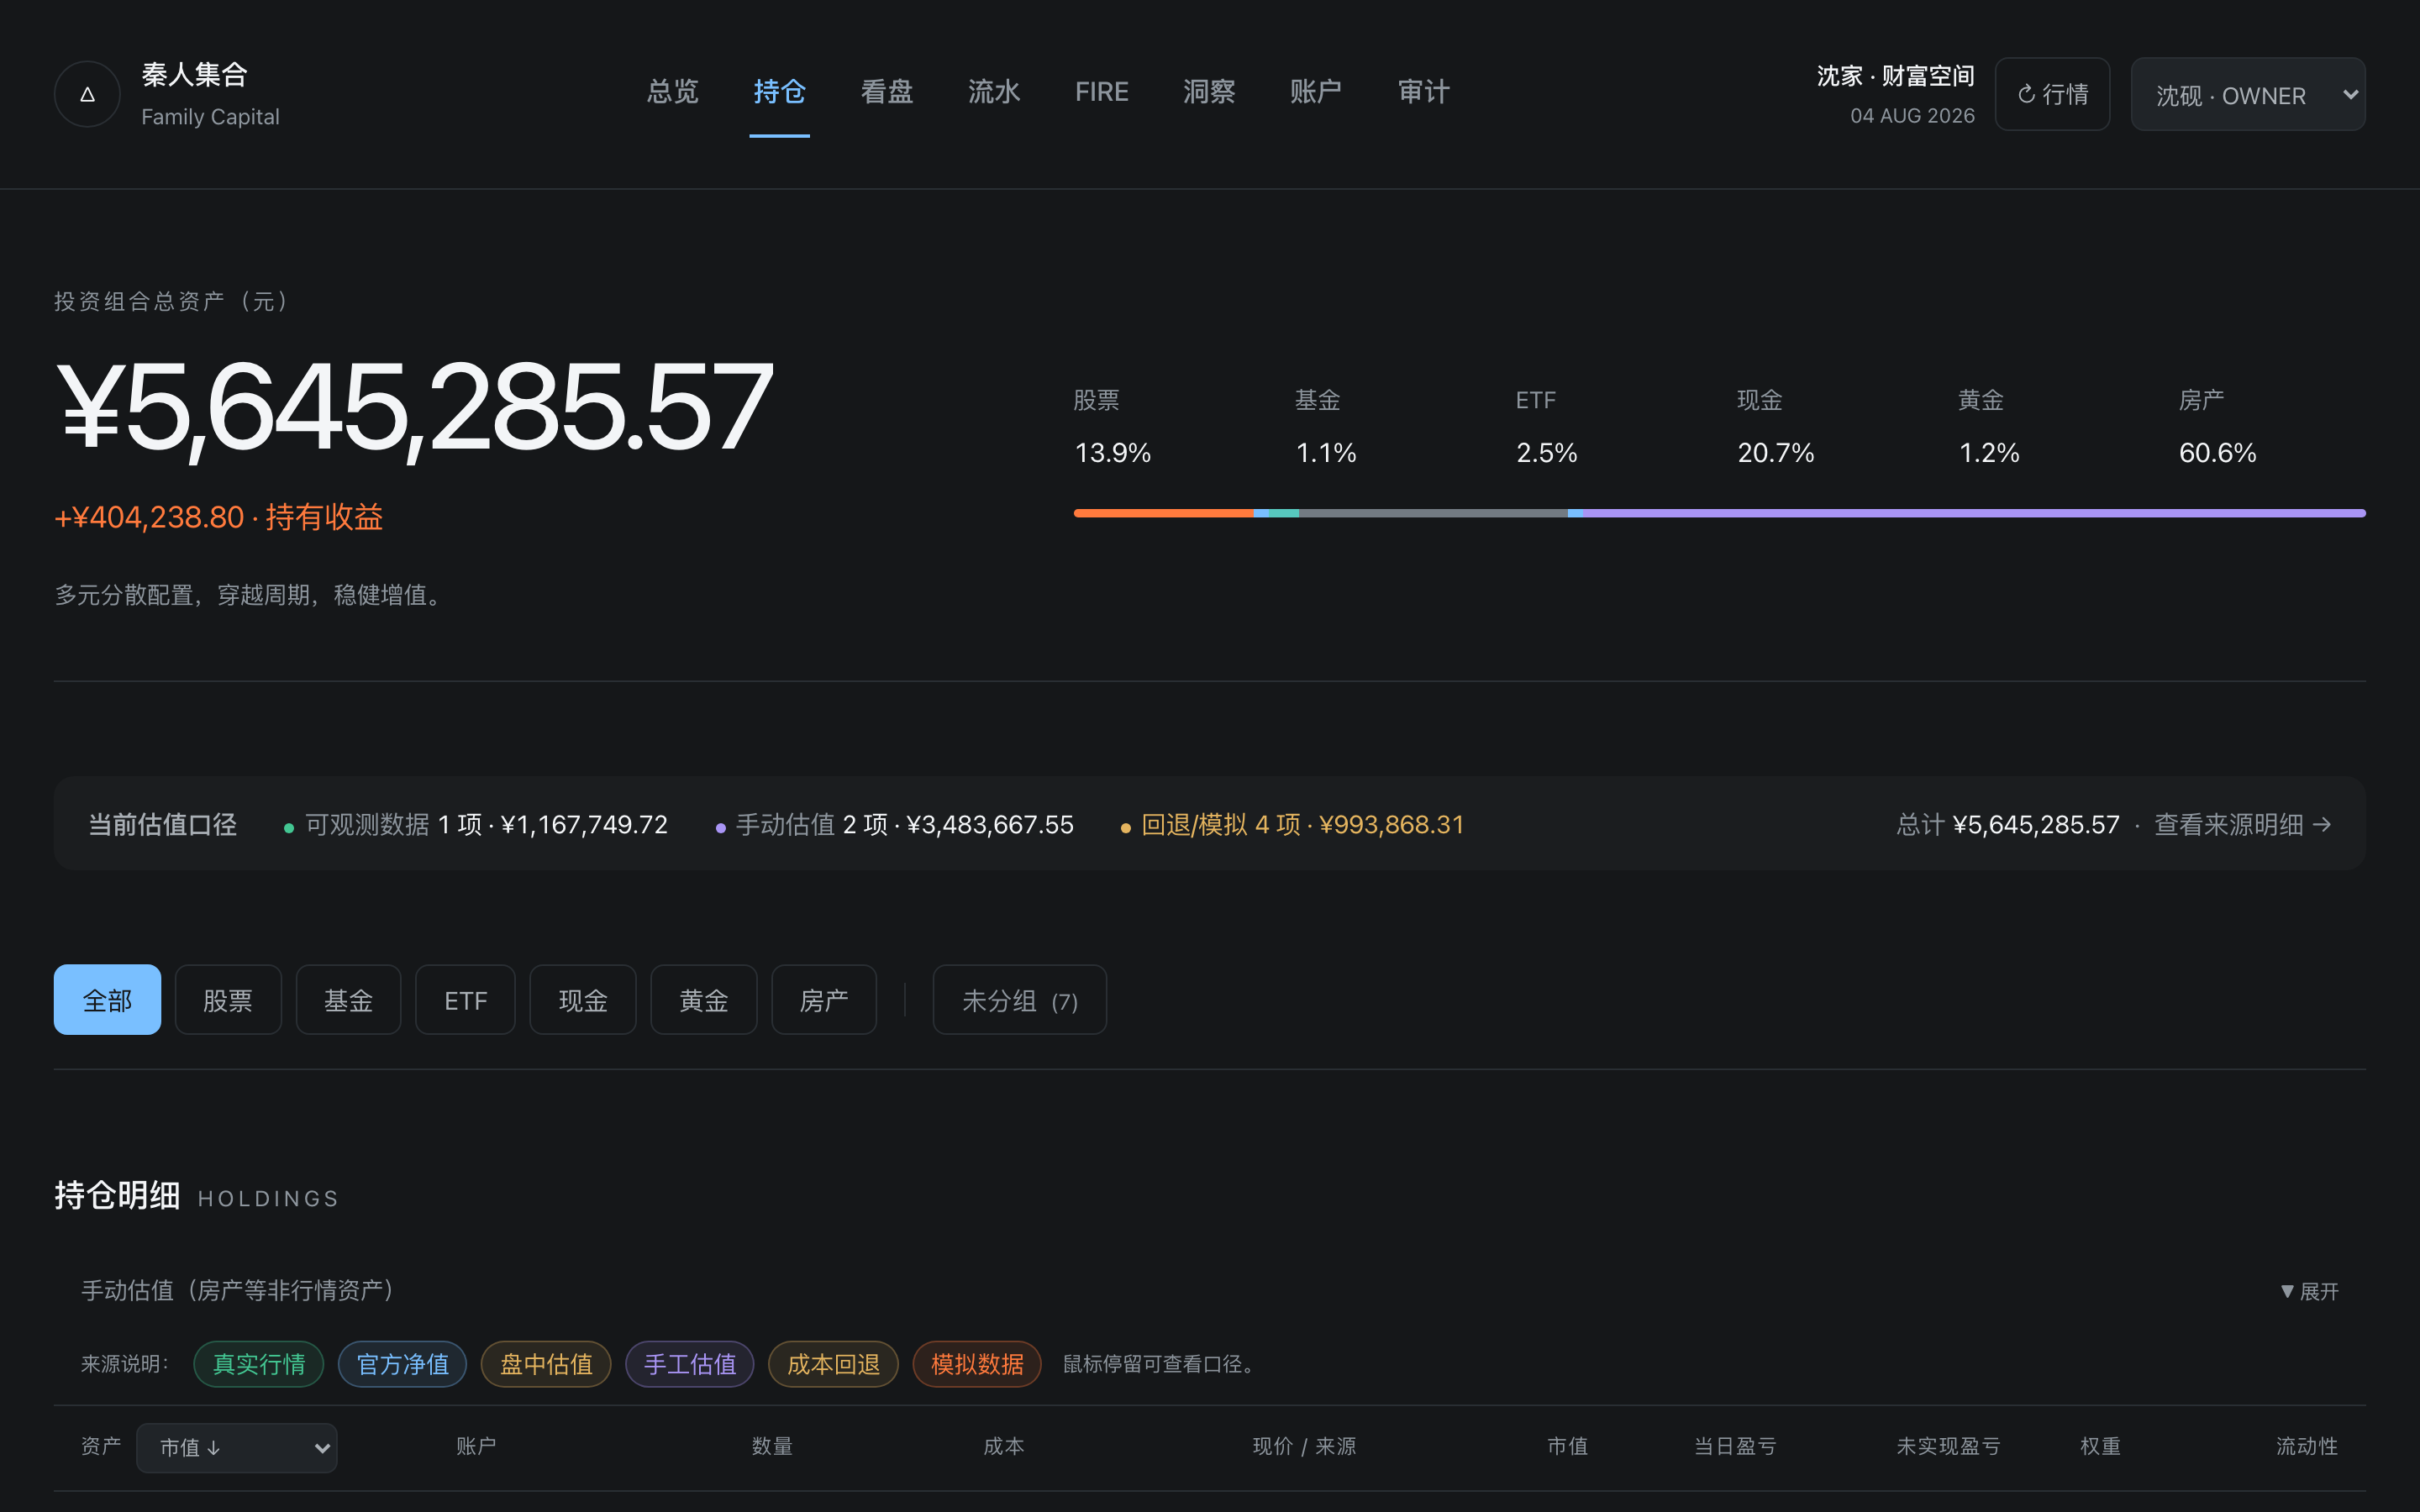 秦人集合
Family Capital
总览 持仓 看盘 流水 FIRE 洞察 账户 审计
沈家 · 财富空间
04 AUG 2026
↻ 行情
沈砚 · OWNER
投资组合总资产（元）
¥5,645,285.57
+¥404,238.80 · 持有收益
多元分散配置，穿越周期，稳健增值。
股票 基金 ETF 现金 黄金 房产
13.9% 1.1% 2.5% 20.7% 1.2% 60.6%
当前估值口径 可观测数据 1 项 · ¥1,167,749.72 手动估值 2 项 · ¥3,483,667.55 回退/模拟 4 项 · ¥993,868.31 总计 ¥5,645,285.57 · 查看来源明细 →
全部 股票 基金 ETF 现金 黄金 房产 未分组 (7)
持仓明细 HOLDINGS
手动估值（房产等非行情资产） ▼展开
来源说明： 真实行情 官方净值 盘中估值 手工估值 成本回退 模拟数据 鼠标停留可查看口径。
资产 市值 ↓ 账户 数量 成本 现价 / 来源 市值 当日盈亏 未实现盈亏 权重 流动性